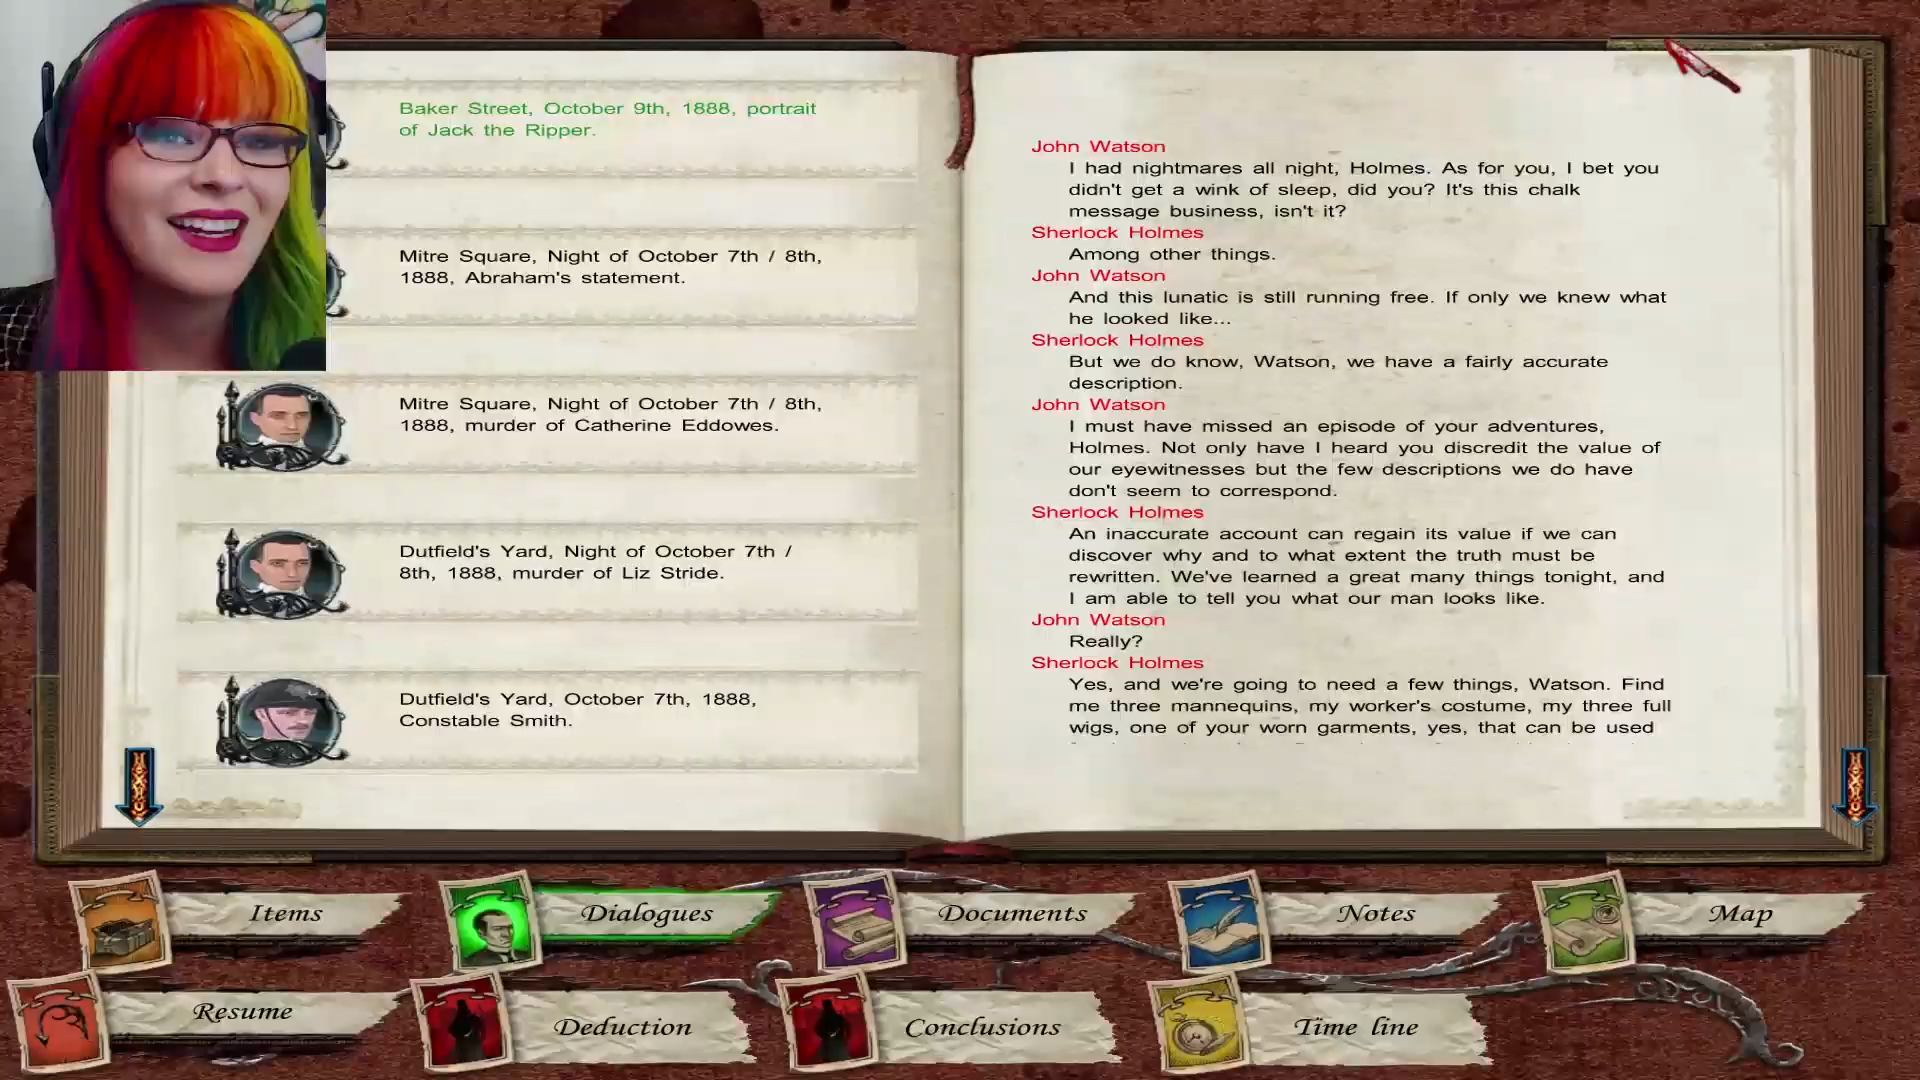 Baker Street, October 9th, 1888, portrait
of Jack the Ripper.
Mitre Square, Night of October 7th / 8th,
1888, Abraham's statement.
Mitre Square, Night of October 7th / 8th,
1888, murder of Catherine Eddowes.
Dutfield's Yard, Night of October 7th /
8th, 1888, murder of Liz Stride.
Dutfield's Yard, October 7th, 1888,
Constable Smith.
John Watson
I had nightmares all night, Holmes. As for you, I bet you
didn't get a wink of sleep, did you? It's this chalk
message business, isn't it?
Sherlock Holmes
Among other things.
John Watson
And this lunatic is still running free. If only we knew what
he looked like...
Sherlock Holmes
But we do know, Watson, we have a fairly accurate
description.
John Watson
I must have missed an episode of your adventures,
Holmes. Not only have I heard you discredit the value of
our eyewitnesses but the few descriptions we do have
don't seem to correspond.
Sherlock Holmes
An inaccurate account can regain its value if we can
discover why and to what extent the truth must be
rewritten. We've learned a great many things tonight, and
I am able to tell you what our man looks like.
John Watson
Really?
Sherlock Holmes
Yes, and we're going to need a few things, Watson. Find
me three mannequins, my worker's costume, my three full
wigs, one of your worn garments, yes, that can be used
Items
Dialogues
Documents
Notes
Map
Resume
Deduction
Conclusions
Time line